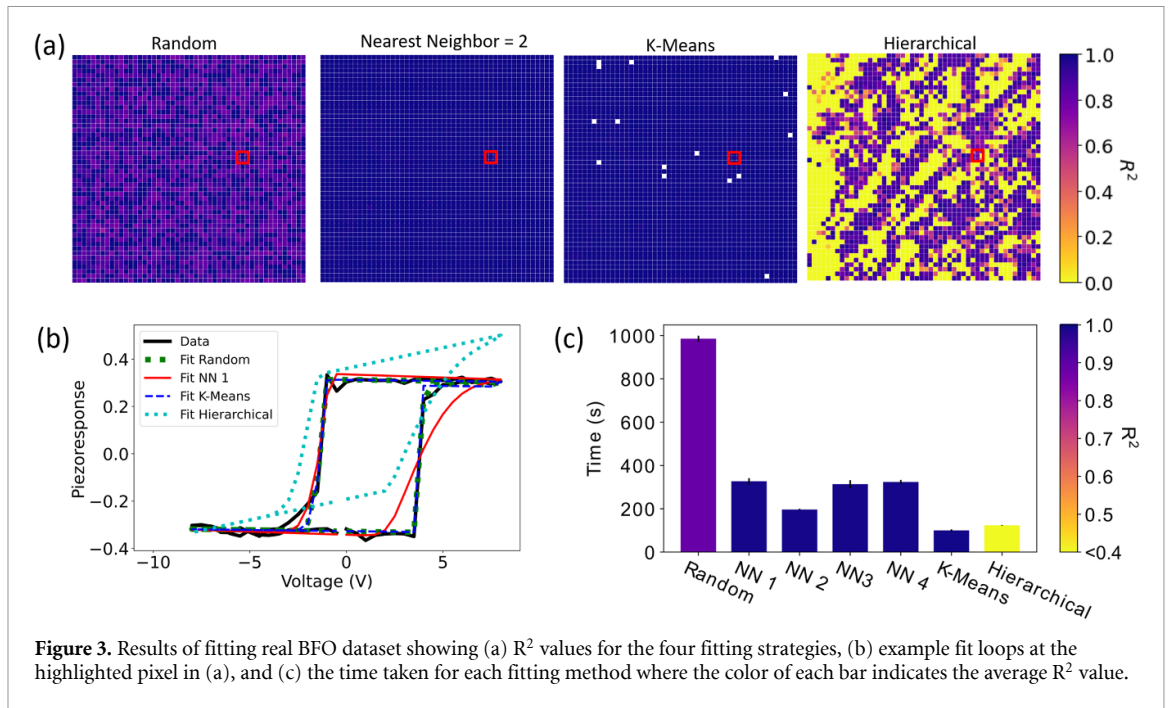 (a)
Random
Nearest Neighbor = 2
K-Means
Hierarchical
1.0
0.8
0.6
0.4
0.2
0.0
R²
(b)
Data
Fit Random
Fit NN 1
Fit K-Means
Fit Hierarchical
0.4
0.2
0.0
−0.2
−0.4
Piezoresponse
−10
−5
0
5
Voltage (V)
(c)
1000
800
600
400
200
0
Time (s)
Random
NN 1
NN 2
NN3
NN 4
K-Means
Hierarchical
1.0
0.9
0.8
0.7
0.6
0.5
<0.4
R²
Figure 3. Results of fitting real BFO dataset showing (a) R² values for the four fitting strategies, (b) example fit loops at the
highlighted pixel in (a), and (c) the time taken for each fitting method where the color of each bar indicates the average R² value.